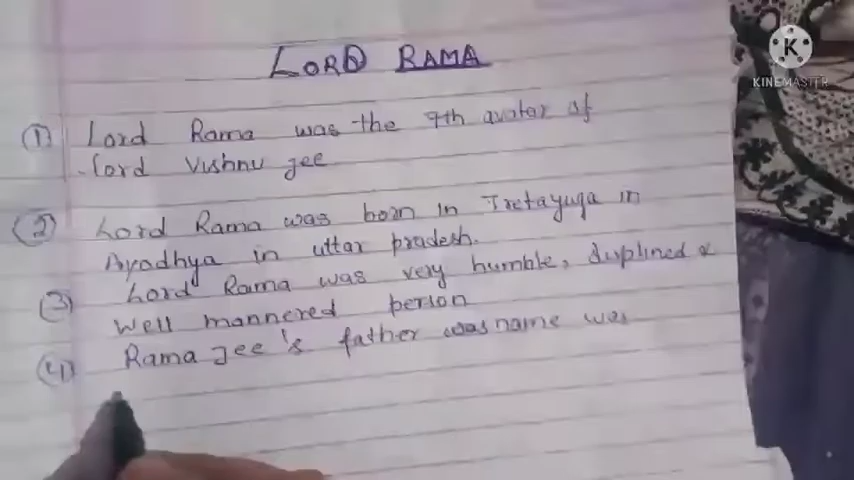 LORD RAMA
(1) Lord Rama was the 7th avatar of
Lord Vishnu jee
(2) Lord Rama was born in Tretayuga in
Ayodhya in uttar pradesh.
(3) Lord Rama was very humble, displined &
well mannered person
(4) Rama Jee's father was name was
K
KINEMASTER